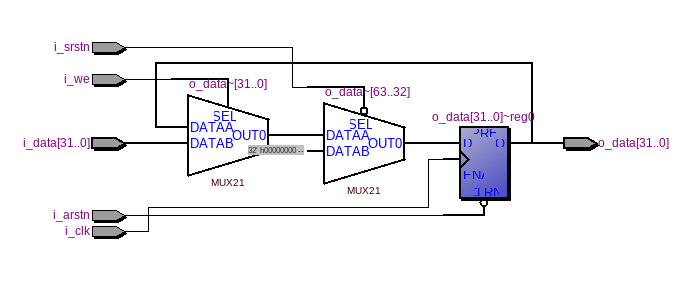 i_srstn
i_we
o_data~[31..0]
o_data~[63..32]
SEL
DATAA
DATAB
OUT0
SEL
DATAA
DATAB
OUT0
32' h00000000 --
MUX21
MUX21
o_data[31..0]~reg0
PRE
D
Q
ENA
CLRN
i_data[31..0]
o_data[31..0]
i_arstn
i_clk